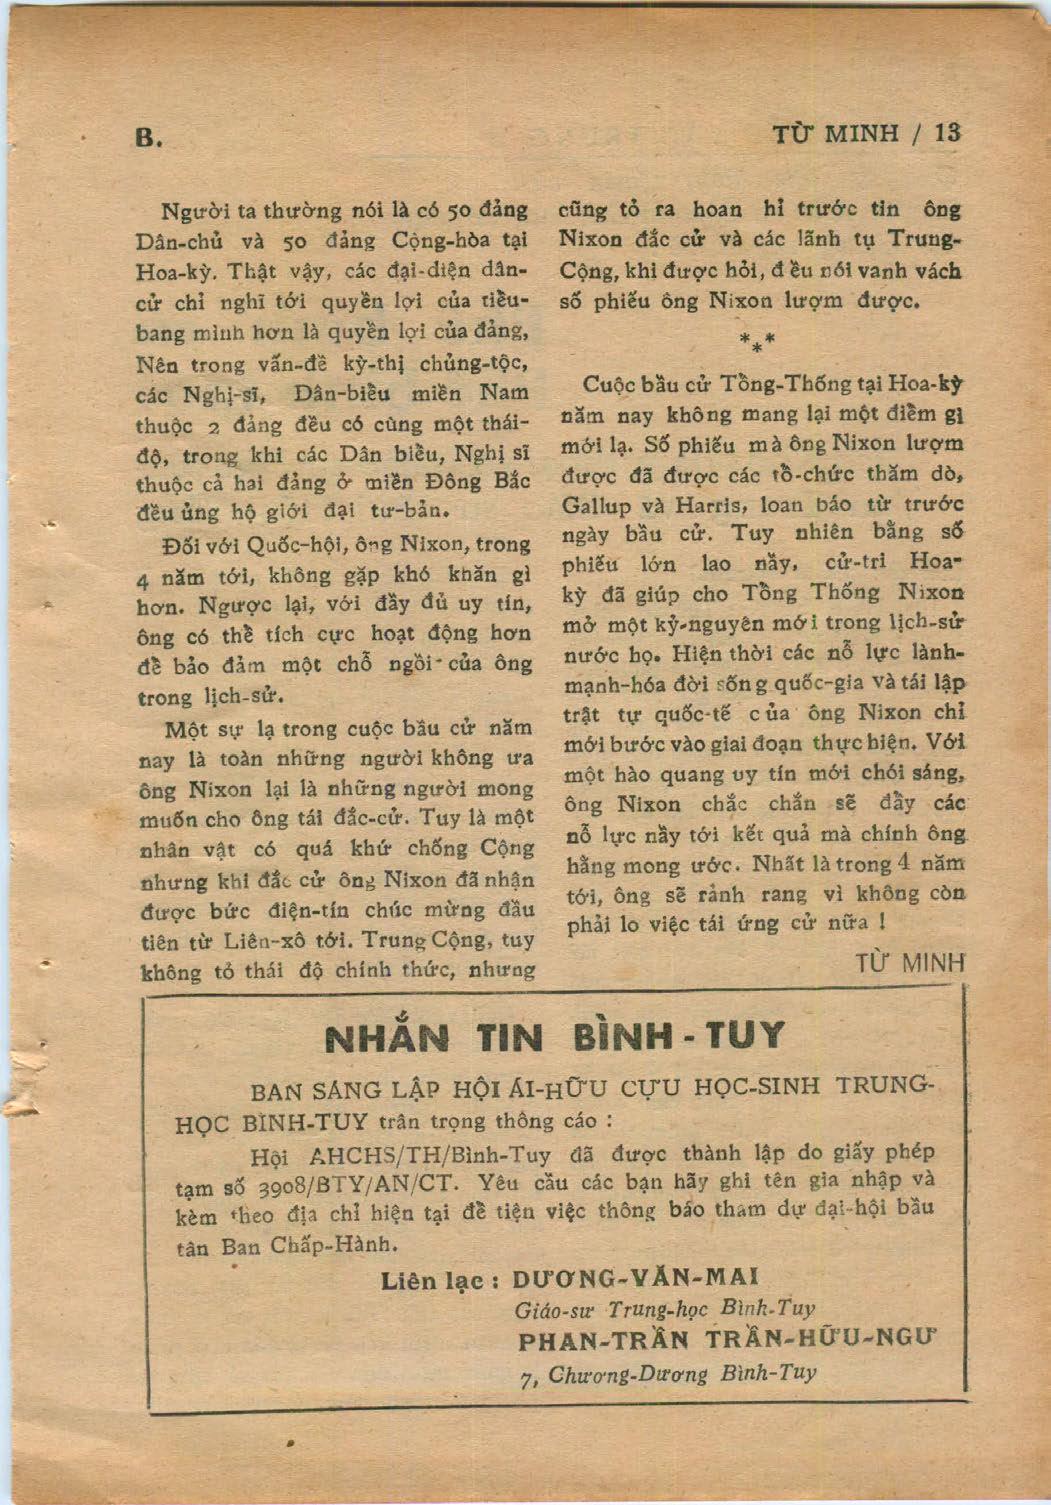 B.
TỪ MINH / 13
Người ta thường nói là có 50 đảng
Dân-chủ và 50 đảng Cộng-hòa tại
Hoa-kỳ. Thật vậy, các đại-diện dân-
cử chỉ nghĩ tới quyền lợi của tiểu-
bang mình hơn là quyền lợi của đảng,
Nên trong vấn-đề kỳ-thị chủng-tộc,
các Nghị-sĩ, Dân-biểu miền Nam
thuộc 2 đảng đều có cùng một thái-
độ, trong khi các Dân biểu, Nghị sĩ
thuộc cả hai đảng ở miền Đông Bắc
đều ủng hộ giới đại tư-bản.
Đối với Quốc-hội, ông Nixon, trong
4 năm tới, không gặp khó khăn gì
hơn. Ngược lại, với đầy đủ uy tín,
ông có thể tích cực hoạt động hơn
để bảo đảm một chỗ ngồi của ông
trong lịch-sử.
Một sự lạ trong cuộc bầu cử năm
nay là toàn những người không ưa
ông Nixon lại là những người mong
muốn cho ông tái đắc-cử. Tuy là một
nhân vật có quá khứ chống Cộng
nhưng khi đắc cử ông Nixon đã nhận
được bức điện-tín chúc mừng đầu
tiên từ Liên-xô tới. Trung Cộng, tuy
không tỏ thái độ chính thức, nhưng
cũng tỏ ra hoan hỉ trước tin ông
Nixon đắc cử và các lãnh tụ Trung-
Cộng, khi được hỏi, đều nói vanh vách
số phiếu ông Nixon lượm được.
***
Cuộc bầu cử Tổng-Thống tại Hoa-kỳ
năm nay không mang lại một điểm gì
mới lạ. Số phiếu mà ông Nixon lượm
được đã được các tổ-chức thăm dò,
Gallup và Harris, loan báo từ trước
ngày bầu cử. Tuy nhiên bằng số
phiếu lớn lao nầy, cử-tri Hoa-
kỳ đã giúp cho Tổng Thống Nixon
mở một kỷ-nguyên mới trong lịch-sử
nước họ. Hiện thời các nỗ lực lành-
mạnh-hóa đời sống quốc-gia và tái lập
trật tự quốc-tế của ông Nixon chỉ
mới bước vào giai đoạn thực hiện. Với
một hào quang uy tín mới chói sáng,
ông Nixon chắc chắn sẽ đẩy các
nỗ lực nầy tới kết quả mà chính ông
hằng mong ước. Nhất là trong 4 năm
tới, ông sẽ rảnh rang vì không còn
phải lo việc tái ứng cử nữa !
TỪ MINH
NHẮN TIN BÌNH-TUY
BAN SÁNG LẬP HỘI ÁI-HỮU CỰU HỌC-SINH TRUNG-
HỌC BÌNH-TUY trân trọng thông cáo :
Hội AHCHS/TH/Bình-Tuy đã được thành lập do giấy phép
tạm số 3908/BTY/AN/CT. Yêu cầu các bạn hãy ghi tên gia nhập và
kèm theo địa chỉ hiện tại để tiện việc thông báo tham dự đại-hội bầu
tân Ban Chấp-Hành.
Liên lạc : DƯƠNG-VĂN-MAI
Giáo-sư Trung-học Bình-Tuy
PHAN-TRẦN TRẦN-HỮU-NGƯ
7, Chương-Dương Bình-Tuy